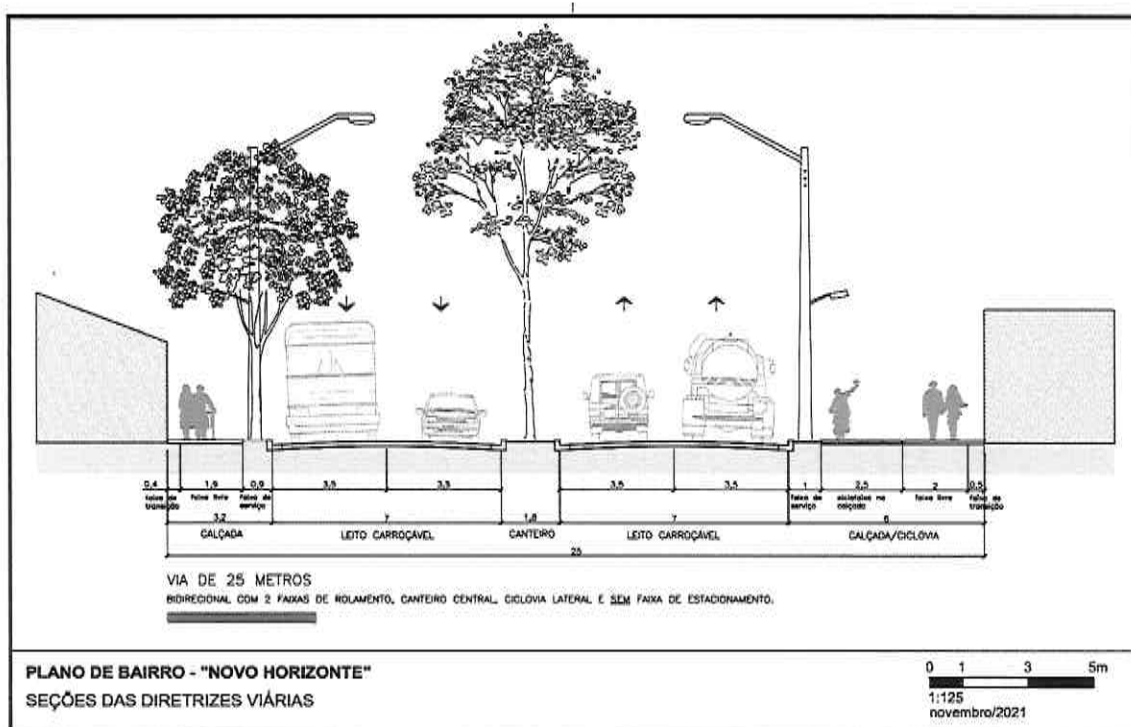 0,4 1,9 0,9 3,5 3,5 3,5 3,5 1 2,5 2 0,5
faixa de transição faixa livre faixa de serviço faixa de serviço ciclofaixa na calçada faixa livre faixa de transição
3,2 7 1,8 7 6
CALÇADA LEITO CARROÇÁVEL CANTEIRO LEITO CARROÇÁVEL CALÇADA/CICLOVIA
25
VIA DE 25 METROS
BIDIRECIONAL COM 2 FAIXAS DE ROLAMENTO, CANTEIRO CENTRAL, CICLOVIA LATERAL E SEM FAIXA DE ESTACIONAMENTO.
PLANO DE BAIRRO - "NOVO HORIZONTE"
SEÇÕES DAS DIRETRIZES VIÁRIAS
0 1 3 5m
1:125
novembro/2021